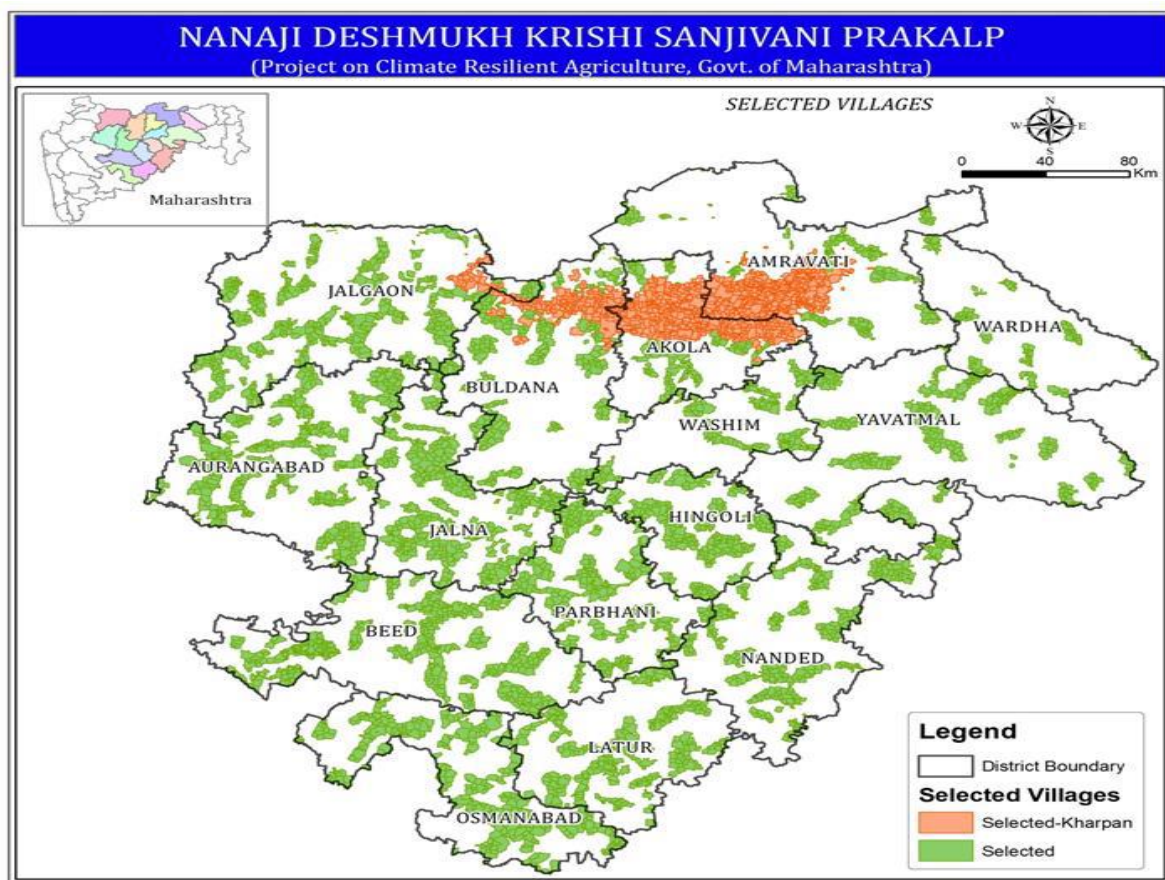 NANAJI DESHMUKH KRISHI SANJIVANI PRAKALP
(Project on Climate Resilient Agriculture, Govt. of Maharashtra)
SELECTED VILLAGES
N
W E
S
0 40 80
Km
Maharashtra
AMRAVATI
JALGAON
WARDHA
AKOLA
BULDANA
YAVATMAL
WASHIM
AURANGABAD
HINGOLI
JALNA
PARBHANI
BEED
NANDED
LATUR
OSMANABAD
Legend
District Boundary
Selected Villages
Selected-Kharpan
Selected